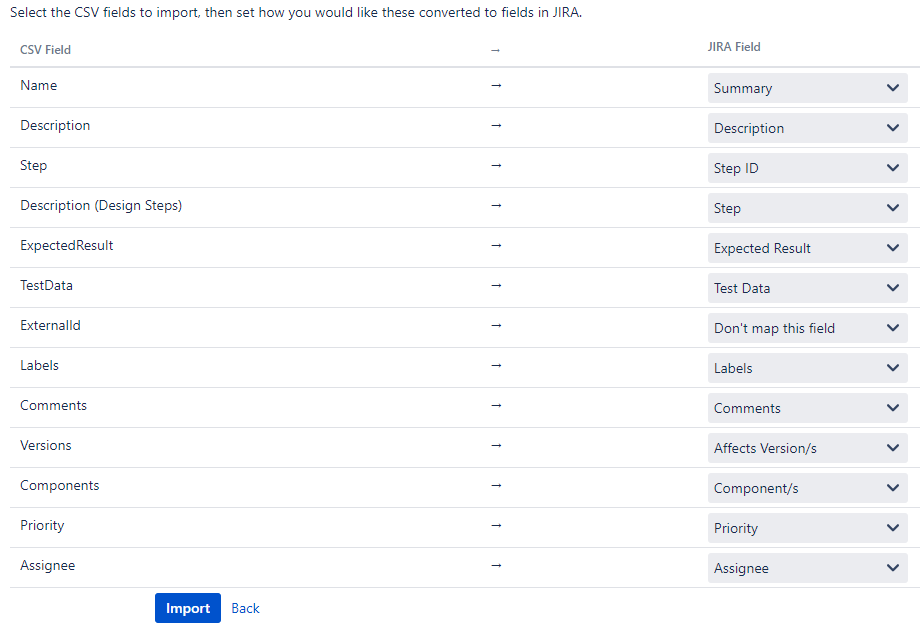 Select the CSV fields to import, then set how you would like these converted to fields in JIRA.
CSV Field → JIRA Field
Name → Summary
Description → Description
Step → Step ID
Description (Design Steps) → Step
ExpectedResult → Expected Result
TestData → Test Data
ExternalId → Don't map this field
Labels → Labels
Comments → Comments
Versions → Affects Version/s
Components → Component/s
Priority → Priority
Assignee → Assignee
Import Back